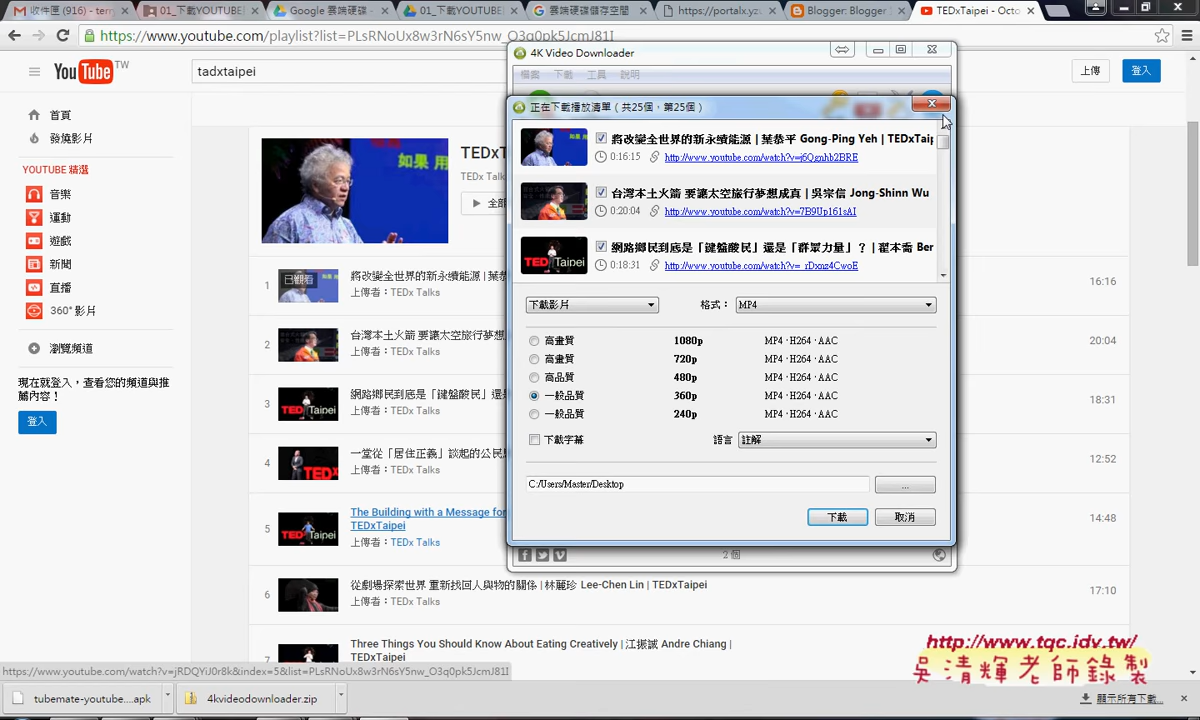 收件匣 (916) - terr
01_下載YOUTUBE
Google 雲端硬碟 -
01_下載YOUTUBE
雲端硬碟儲存空間
https://portalx.yz
Blogger: Blogger
TEDxTaipei - Octo
https://www.youtube.com/playlist?list=PLsRNoUx8w3rN6sY5nw_O3q0pk5JcmJ81I
YouTube TW
tadxtaipei
上傳
登入
首頁
發燒影片
YOUTUBE 精選
音樂
運動
遊戲
新聞
直播
360° 影片
瀏覽頻道
現在就登入，查看您的頻道與推
薦內容！
登入
如果 用
TEDxT
TEDx Talk
全部
1
已觀看
將改變全世界的新永續能源 | 葉恭
上傳者：TEDx Talks
16:16
2
台灣本土火箭 要讓太空旅行夢想
上傳者：TEDx Talks
20:04
3
TED Taipei
網路鄉民到底是「鍵盤酸民」還是
上傳者：TEDx Talks
18:31
4
TED
一堂從「居住正義」談起的公民
上傳者：TEDx Talks
12:52
5
TED Taipei
The Building with a Message for
TEDxTaipei
上傳者：TEDx Talks
14:48
6
從劇場探索世界 重新找回人與物的關係 | 林麗珍 Lee-Chen Lin | TEDxTaipei
上傳者：TEDx Talks
17:10
7
TED Taipei
Three Things You Should Know About Eating Creatively | 江振誠 Andre Chiang |
TEDxTaipei
4K Video Downloader
檔案 下載 工具 說明
正在下載播放清單（共25個，第25個）
將改變全世界的新永續能源 | 葉恭平 Gong-Ping Yeh | TEDxTaip
0:16:15 http://www.youtube.com/watch?v=j6Qgnhb2BRE
台灣本土火箭 要讓太空旅行夢想成真 | 吳宗信 Jong-Shinn Wu
0:20:04 http://www.youtube.com/watch?v=7B9Up161sAI
TED Taipei
網路鄉民到底是「鍵盤酸民」還是「群眾力量」？ | 翟本喬 Ber
0:18:31 http://www.youtube.com/watch?v=_rDxnz4CwoE
下載影片
格式：
MP4
高畫質 1080p MP4 · H264 · AAC
高畫質 720p MP4 · H264 · AAC
高品質 480p MP4 · H264 · AAC
一般品質 360p MP4 · H264 · AAC
一般品質 240p MP4 · H264 · AAC
下載字幕
語言
註解
C:/Users/Master/Desktop
...
下載
取消
2 個
http://www.tqc.idv.tw/
吳清輝老師錄製
https://www.youtube.com/watch?v=jRDQYiJ0r8k&index=5&list=PLsRNoUx8w3rN6sY5nw_O3q0pk5JcmJ81I
tubemate-youtube....apk
4kvideodownloader.zip
顯示所有下載...